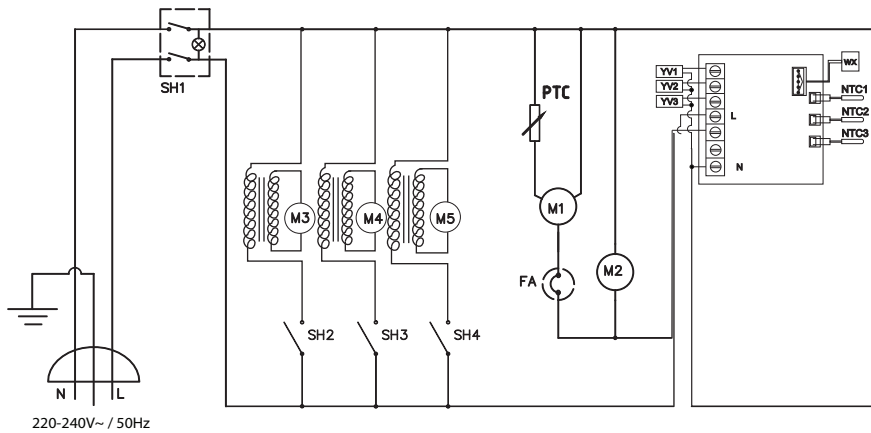 SH1
PTC
YV1
YV2
YV3
L
N
WX
NTC1
NTC2
NTC3
M3
M4
M5
M1
M2
FA
SH2
SH3
SH4
N
L
220-240V~ / 50Hz